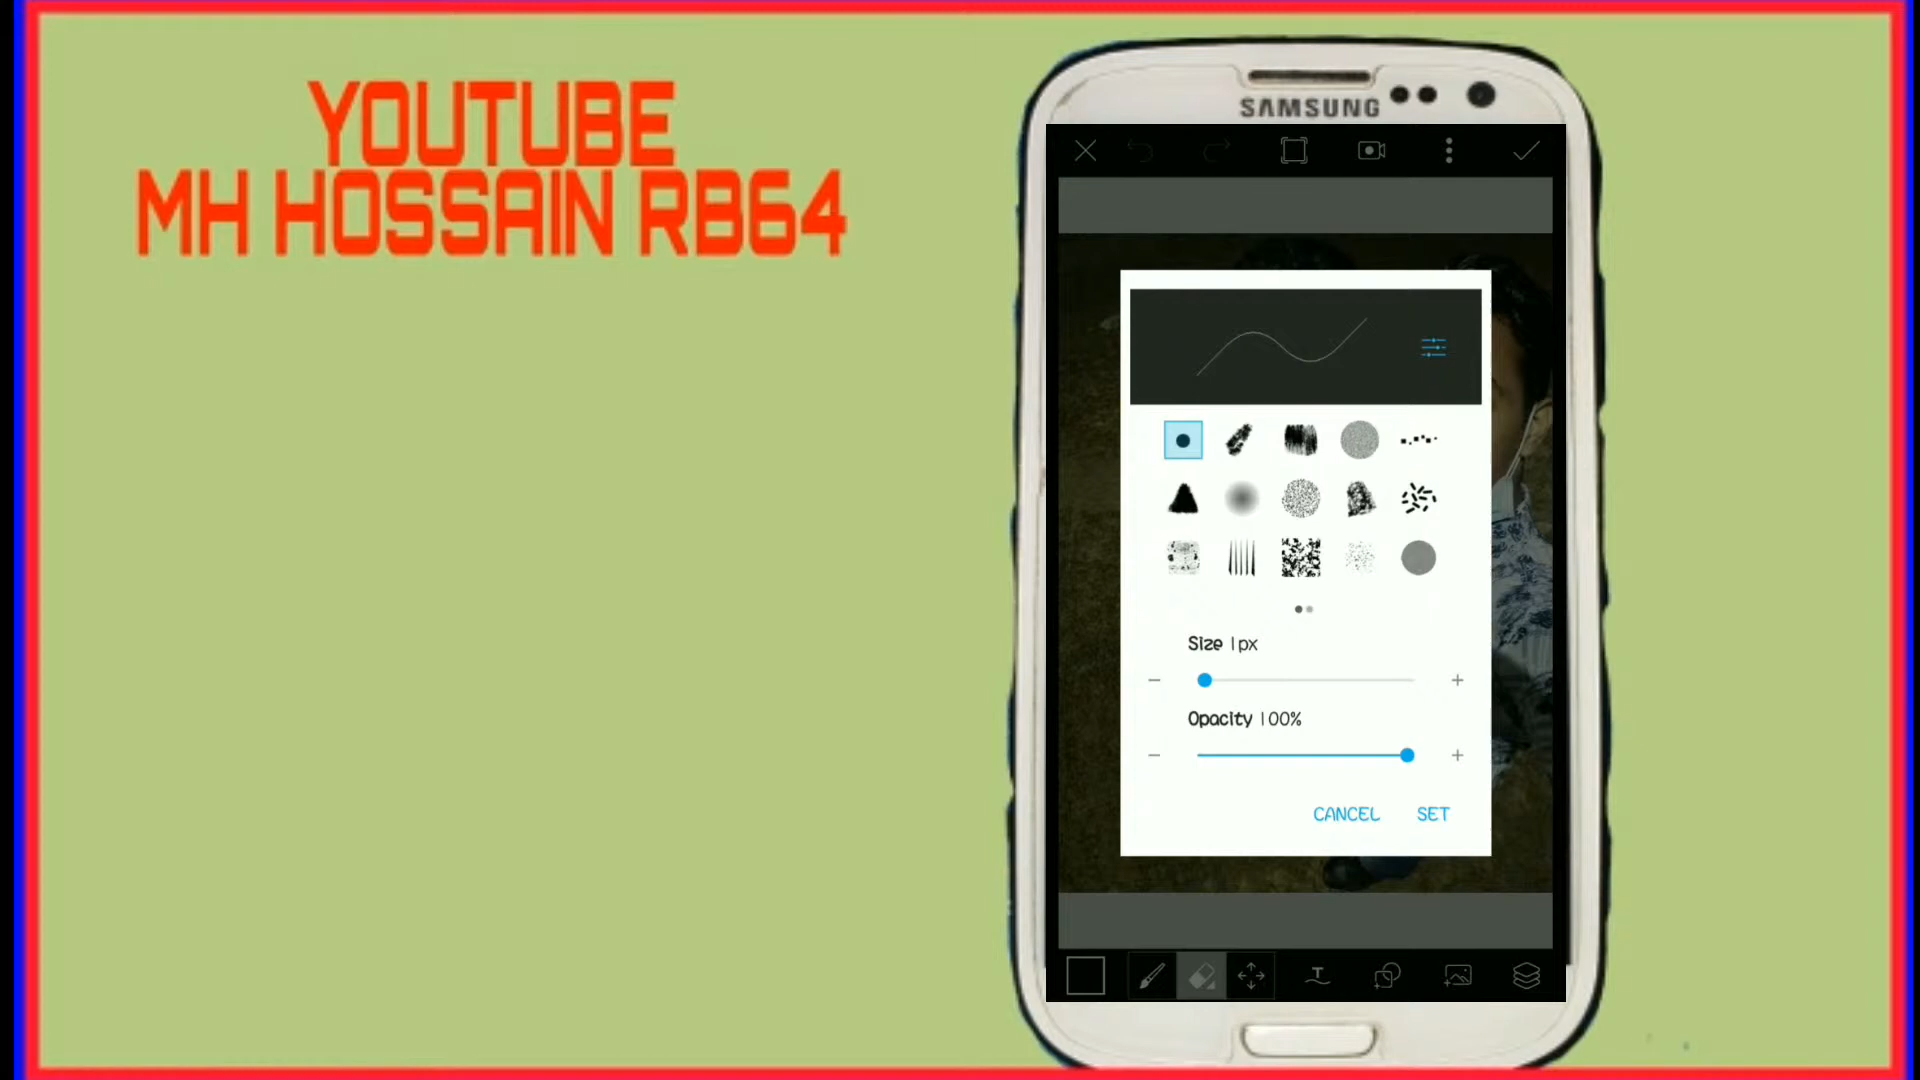 YOUTUBE
MH HOSSAIN RB64
SAMSUNG
Size 1px
Opacity 100%
CANCEL SET